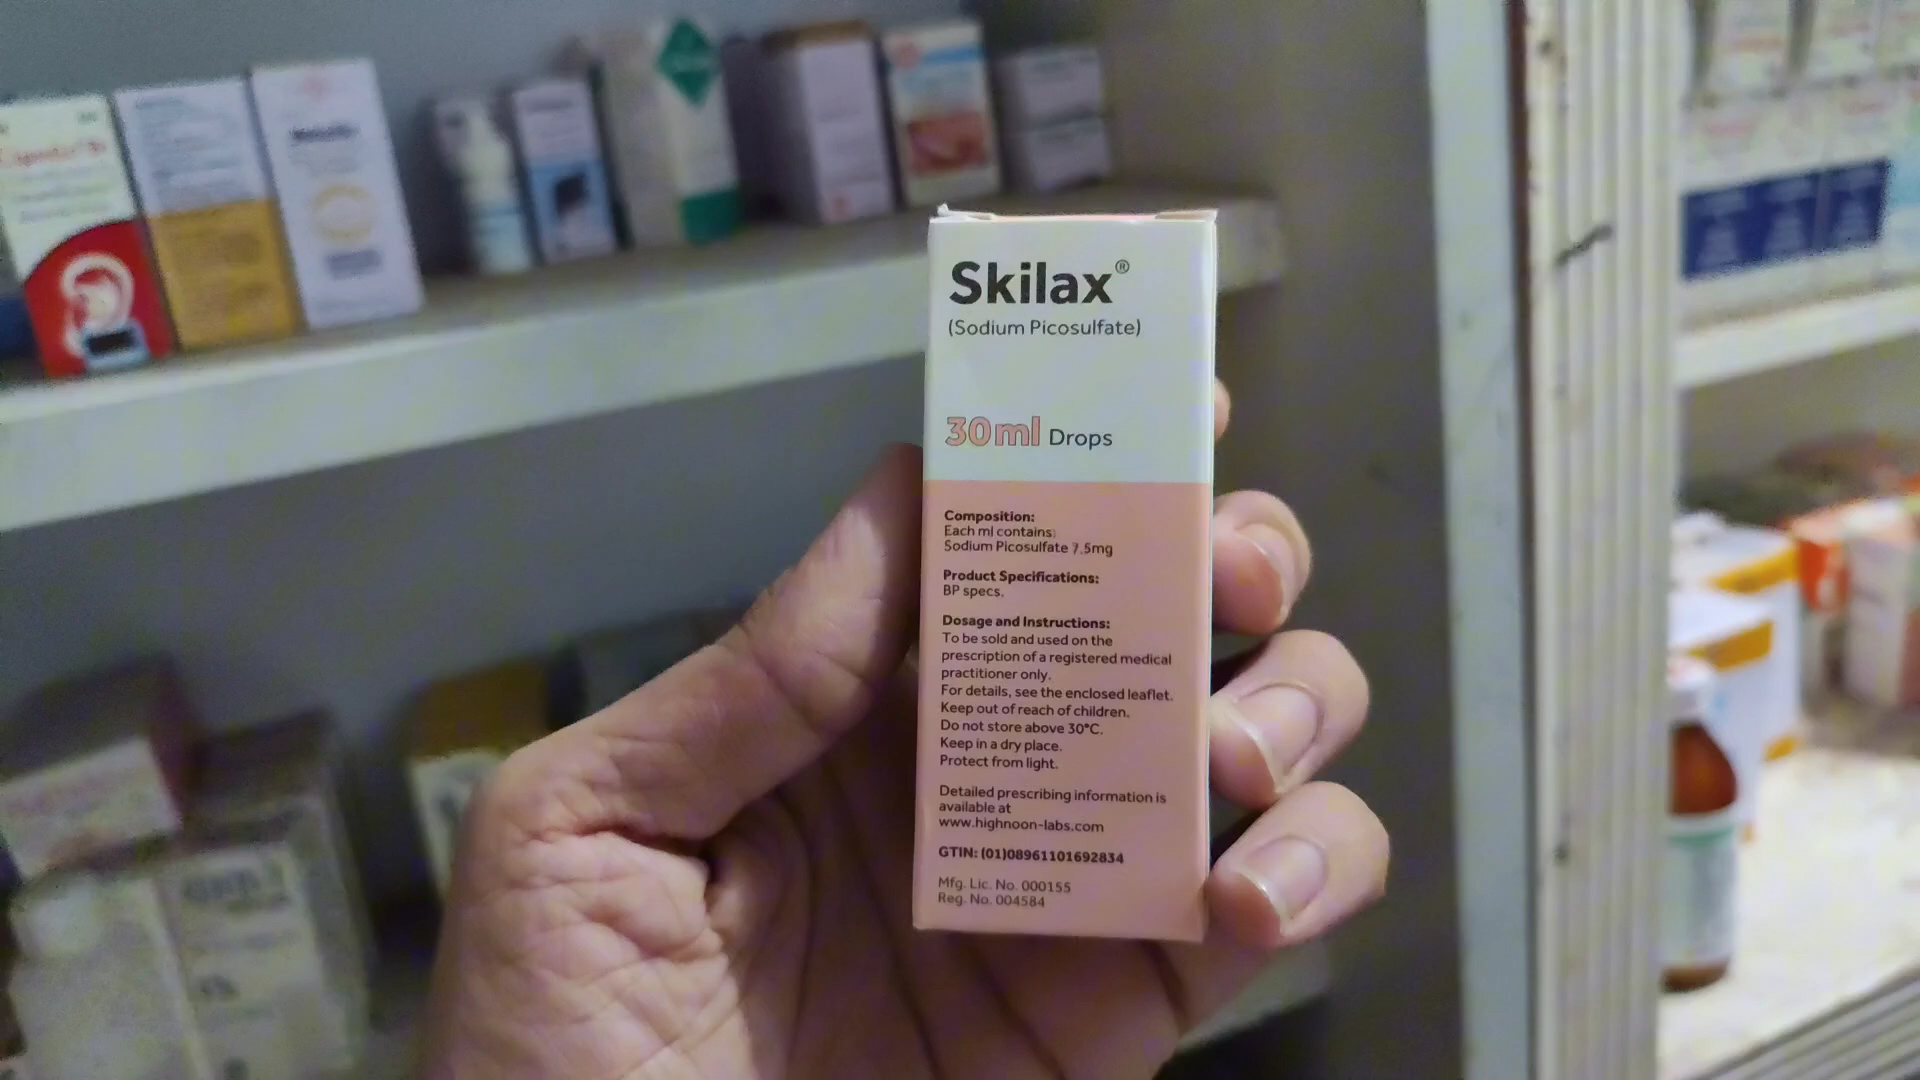 Skilax®
(Sodium Picosulfate)
30ml Drops
Composition:
Each ml contains:
Sodium Picosulfate 7.5mg
Product Specifications:
BP specs.
Dosage and Instructions:
To be sold and used on the
prescription of a registered medical
practitioner only.
For details, see the enclosed leaflet.
Keep out of reach of children.
Do not store above 30°C.
Keep in a dry place.
Protect from light.
Detailed prescribing information is
available at
www.highnoon-labs.com
GTIN: (01)08961101692834
Mfg. Lic. No. 000155
Reg. No. 004584